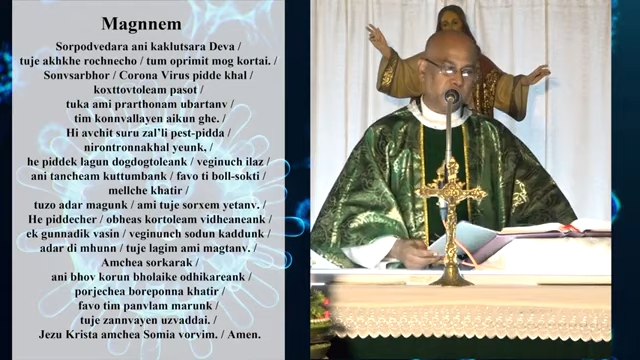 Magnnem
Sorpodvedara ani kaklutsara Deva /
tuje akhkhe rochnecho / tum oprimit mog kortai. /
Sonvsarbhor / Corona Virus pidde khal /
koxttovtoleam pasot /
tuka ami prarthonam ubartanv /
tim konnvallayen aikun ghe. /
Hi avchit suru zal'li pest-pidda /
nirontronnakhal yeunk, /
he piddek lagun dogdogtoleank / veginuch ilaz /
ani tancheam kuttumbank / favo ti boll-sokti /
mellche khatir /
tuzo adar magunk / ami tuje sorxem yetanv. /
He piddecher / obheas kortoleam vidheaneank /
ek gunnadik vasin / veginunch sodun kaddunk /
adar di mhunn / tuje lagim ami magtanv. /
Amchea sorkarak /
ani bhov korun bholaike odhikareank /
porjechea boreponna khatir /
favo tim panvlam marunk /
tuje zannvayen uzvaddai. /
Jezu Krista amchea Somia vorvim. / Amen.